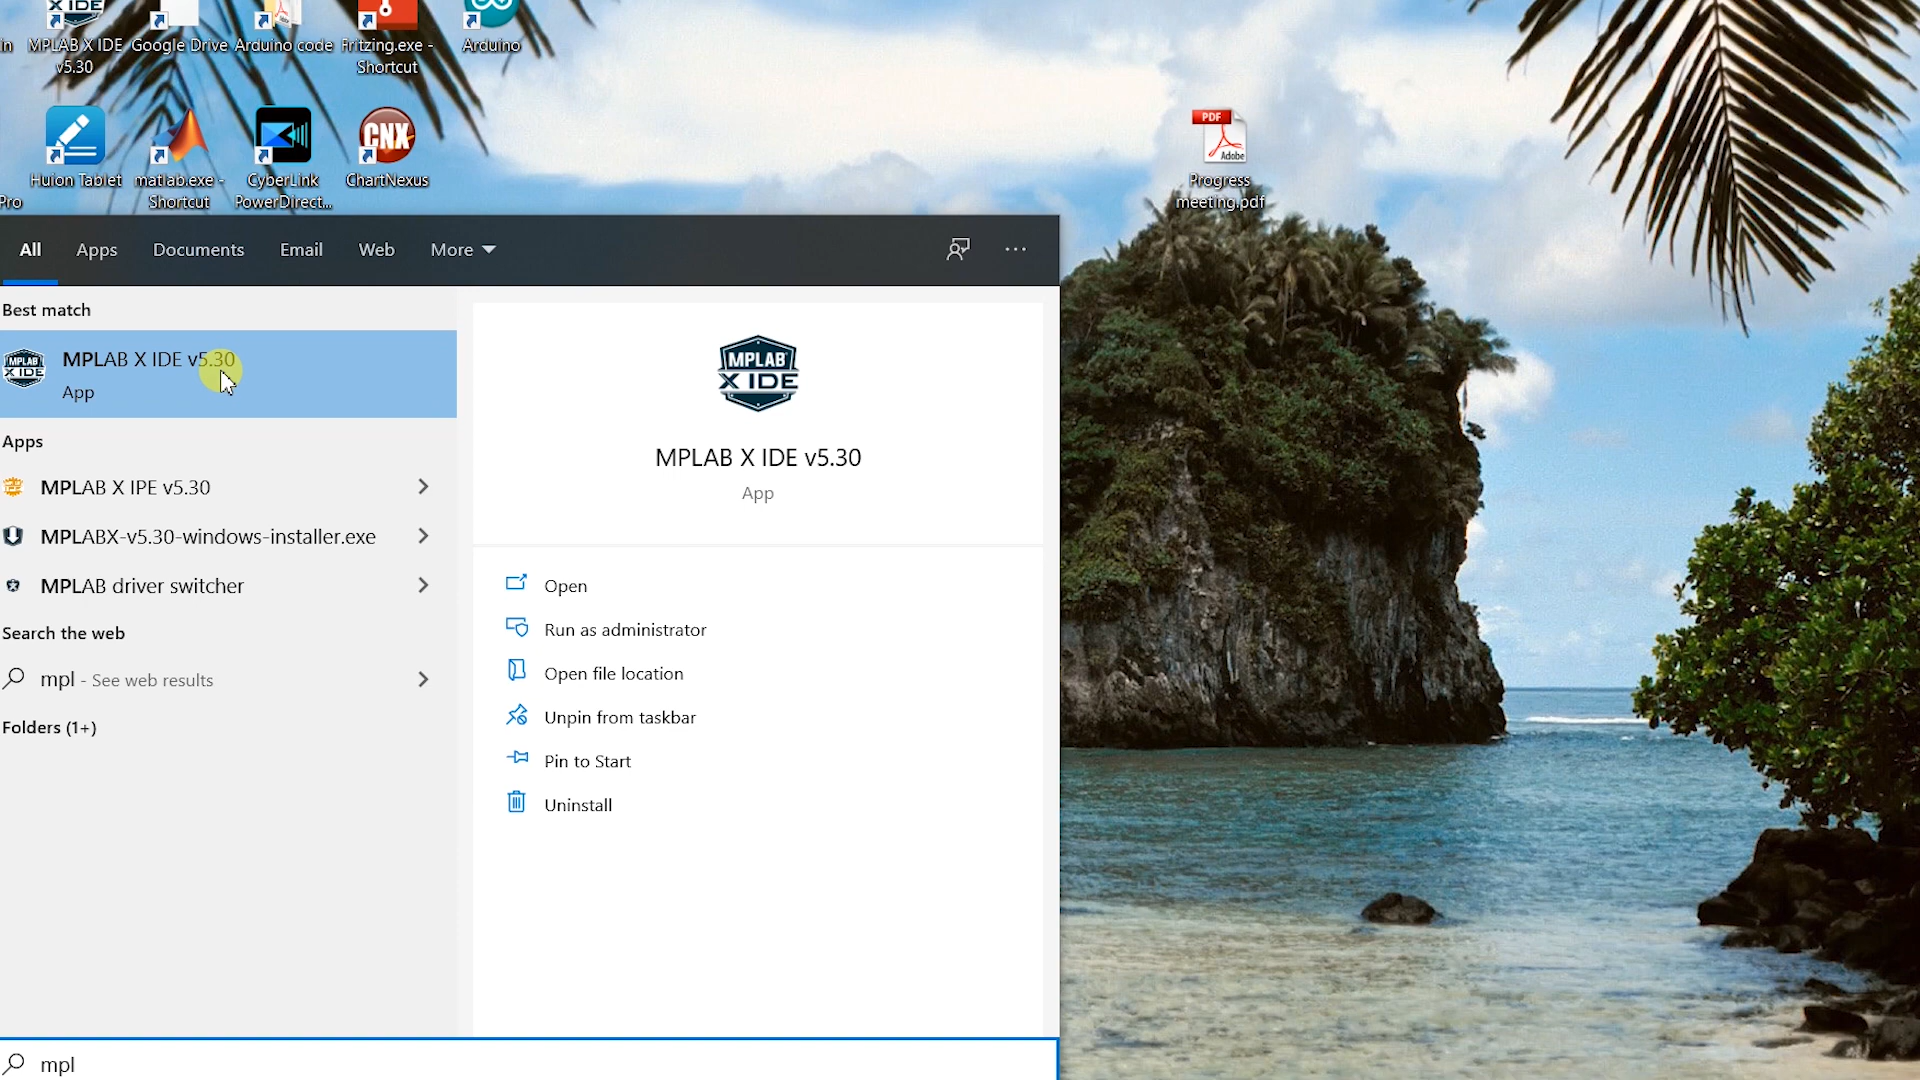 in MPLAB X IDE Google Drive Arduino code Fritzing.exe - Arduino
v5.30 Shortcut
CNX
Huion Tablet matlab.exe - CyberLink ChartNexus
Pro Shortcut PowerDirect...
PDF
Adobe
Progress
meeting.pdf
All Apps Documents Email Web More
Best match
MPLAB X IDE
MPLAB X IDE v5.30
App
Apps
MPLAB X IPE v5.30
MPLABX-v5.30-windows-installer.exe
MPLAB driver switcher
Search the web
mpl - See web results
Folders (1+)
MPLAB
X IDE
MPLAB X IDE v5.30
App
Open
Run as administrator
Open file location
Unpin from taskbar
Pin to Start
Uninstall
mpl